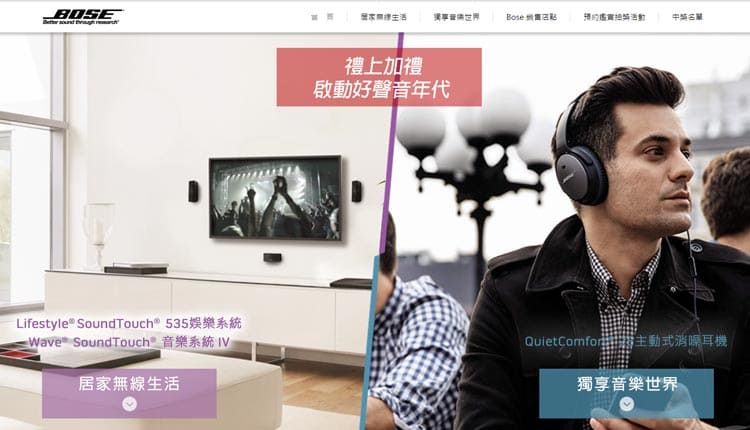 BOSE
Better sound through research®
首 頁
居家無線生活
獨享音樂世界
Bose 銷售店點
預約鑑賞抽獎活動
中獎名單
禮上加禮
啟動好聲音年代
Lifestyle® SoundTouch® 535娛樂系統
Wave® SoundTouch® 音樂系統 IV
居家無線生活
QuietComfort® 主動式消噪耳機
獨享音樂世界